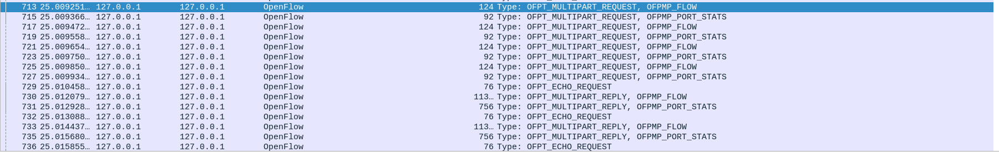 713 25.009251… 127.0.0.1 127.0.0.1 OpenFlow 124 Type: OFPT_MULTIPART_REQUEST, OFPMP_FLOW
715 25.009366… 127.0.0.1 127.0.0.1 OpenFlow 92 Type: OFPT_MULTIPART_REQUEST, OFPMP_PORT_STATS
717 25.009472… 127.0.0.1 127.0.0.1 OpenFlow 124 Type: OFPT_MULTIPART_REQUEST, OFPMP_FLOW
719 25.009558… 127.0.0.1 127.0.0.1 OpenFlow 92 Type: OFPT_MULTIPART_REQUEST, OFPMP_PORT_STATS
721 25.009654… 127.0.0.1 127.0.0.1 OpenFlow 124 Type: OFPT_MULTIPART_REQUEST, OFPMP_FLOW
723 25.009750… 127.0.0.1 127.0.0.1 OpenFlow 92 Type: OFPT_MULTIPART_REQUEST, OFPMP_PORT_STATS
725 25.009850… 127.0.0.1 127.0.0.1 OpenFlow 124 Type: OFPT_MULTIPART_REQUEST, OFPMP_FLOW
727 25.009934… 127.0.0.1 127.0.0.1 OpenFlow 92 Type: OFPT_MULTIPART_REQUEST, OFPMP_PORT_STATS
729 25.010458… 127.0.0.1 127.0.0.1 OpenFlow 76 Type: OFPT_ECHO_REQUEST
730 25.012079… 127.0.0.1 127.0.0.1 OpenFlow 113… Type: OFPT_MULTIPART_REPLY, OFPMP_FLOW
731 25.012928… 127.0.0.1 127.0.0.1 OpenFlow 756 Type: OFPT_MULTIPART_REPLY, OFPMP_PORT_STATS
732 25.013088… 127.0.0.1 127.0.0.1 OpenFlow 76 Type: OFPT_ECHO_REQUEST
733 25.014437… 127.0.0.1 127.0.0.1 OpenFlow 113… Type: OFPT_MULTIPART_REPLY, OFPMP_FLOW
735 25.015680… 127.0.0.1 127.0.0.1 OpenFlow 756 Type: OFPT_MULTIPART_REPLY, OFPMP_PORT_STATS
736 25.015855… 127.0.0.1 127.0.0.1 OpenFlow 76 Type: OFPT_ECHO_REQUEST